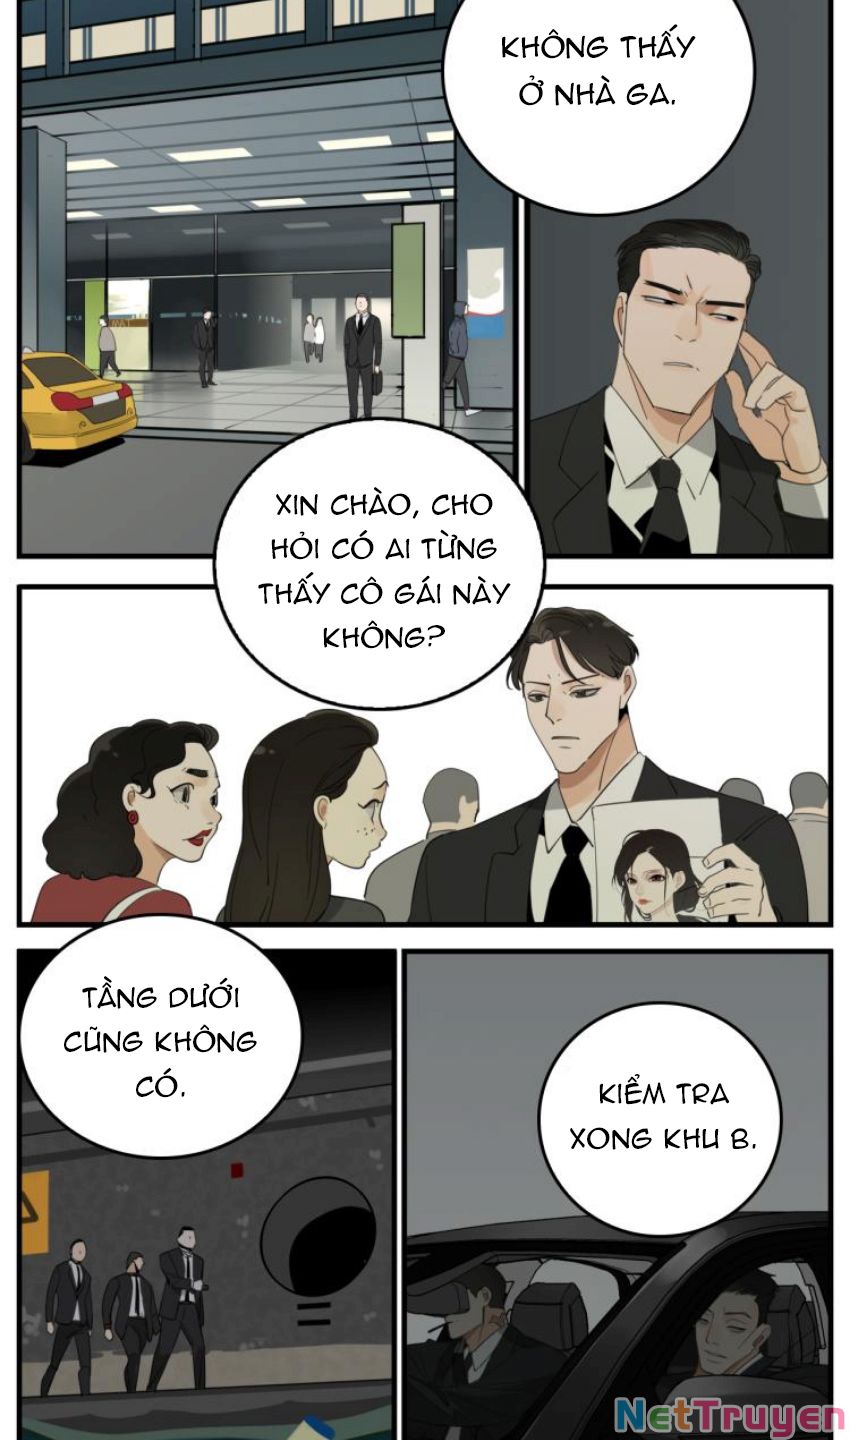 KHÔNG THẤY
Ở NHÀ GA.
XIN CHÀO, CHO
HỎI CÓ AI TỪNG
THẤY CÔ GÁI NÀY
KHÔNG?
TẦNG DƯỚI
CŨNG KHÔNG
CÓ.
KIỂM TRA
XONG KHU B.
NetTruyen